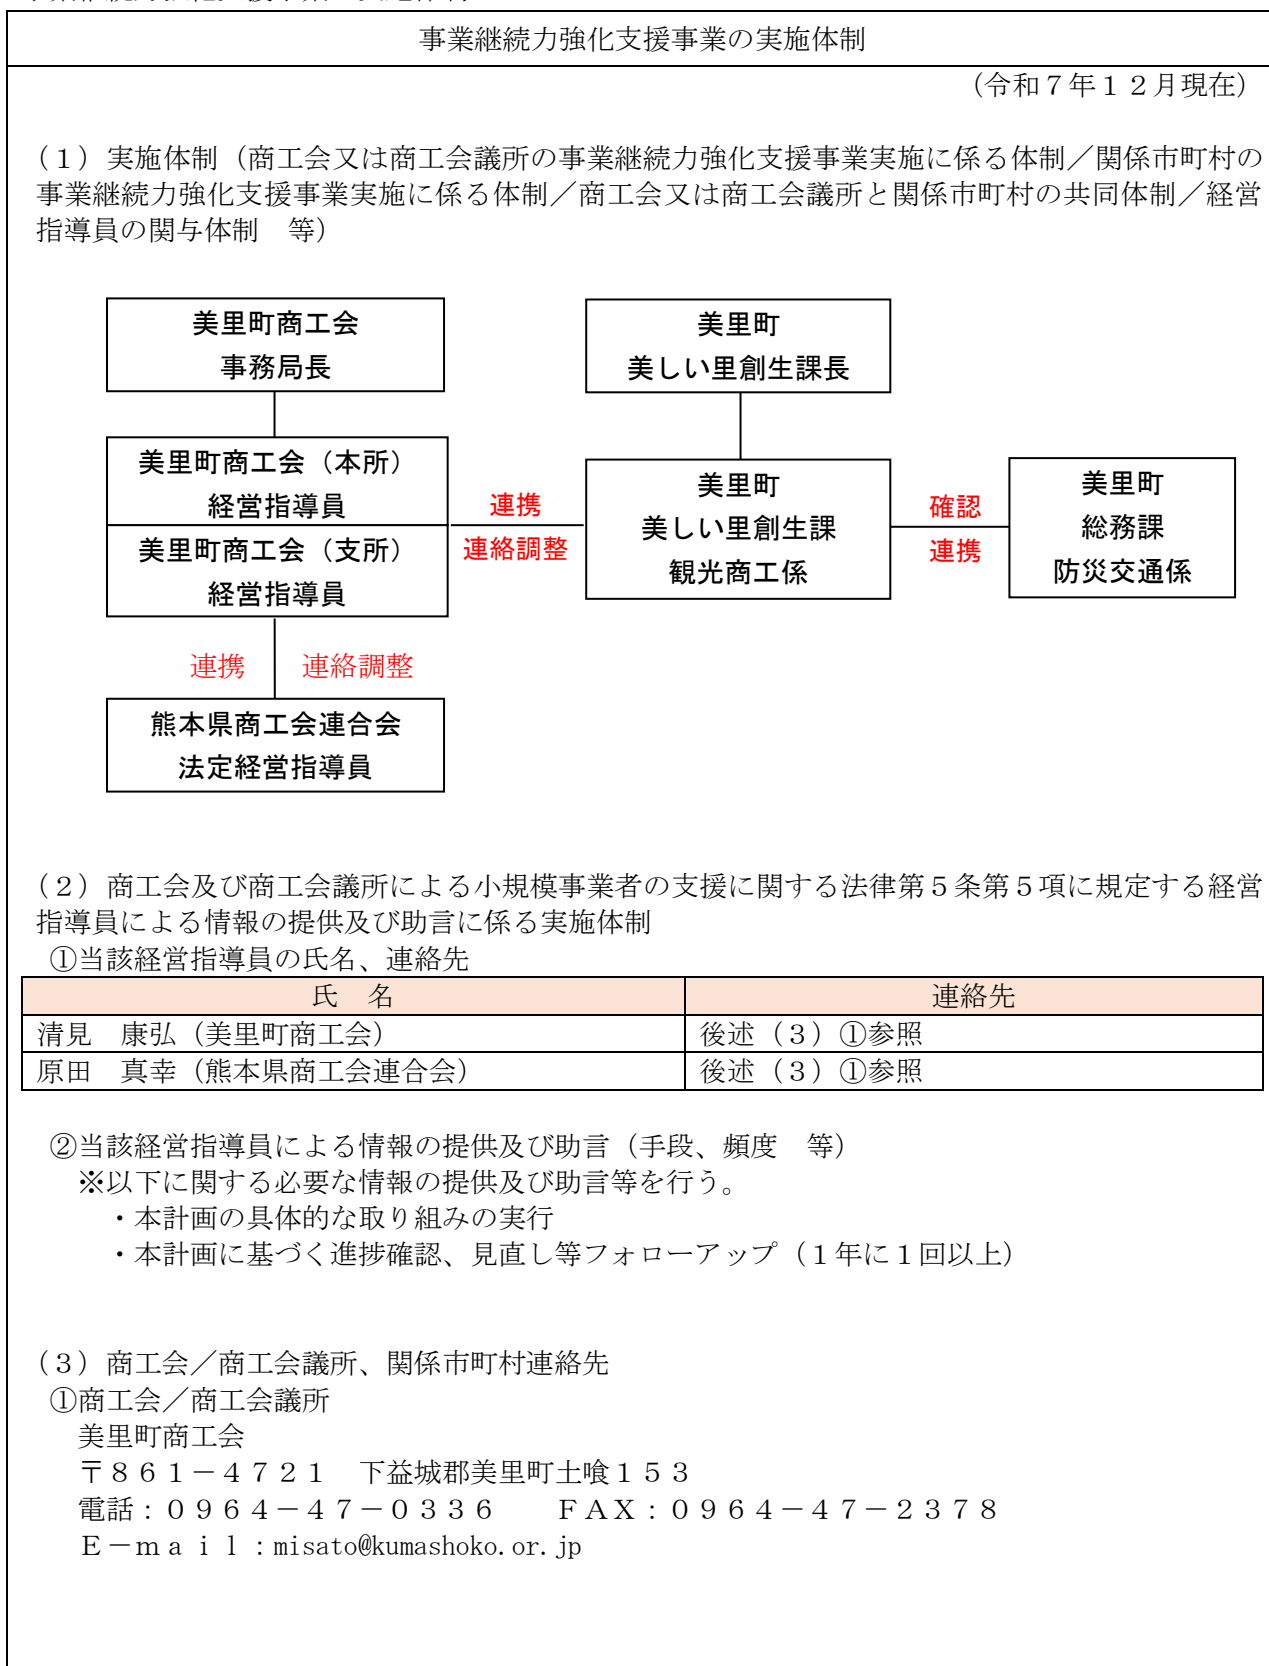 事業継続力強化支援事業の実施体制
（令和７年１２月現在）
（１）実施体制（商工会又は商工会議所の事業継続力強化支援事業実施に係る体制／関係市町村の
事業継続力強化支援事業実施に係る体制／商工会又は商工会議所と関係市町村の共同体制／経営
指導員の関与体制　等）
美里町商工会
事務局長
美里町
美しい里創生課長
美里町商工会（本所）
経営指導員
美里町商工会（支所）
経営指導員
連携
連絡調整
美里町
美しい里創生課
観光商工係
確認
連携
美里町
総務課
防災交通係
連携　連絡調整
熊本県商工会連合会
法定経営指導員
（２）商工会及び商工会議所による小規模事業者の支援に関する法律第５条第５項に規定する経営
指導員による情報の提供及び助言に係る実施体制
①当該経営指導員の氏名、連絡先
氏　名　連絡先
清見　康弘（美里町商工会）　後述（３）①参照
原田　真幸（熊本県商工会連合会）　後述（３）①参照
②当該経営指導員による情報の提供及び助言（手段、頻度　等）
※以下に関する必要な情報の提供及び助言等を行う。
・本計画の具体的な取り組みの実行
・本計画に基づく進捗確認、見直し等フォローアップ（１年に１回以上）
（３）商工会／商工会議所、関係市町村連絡先
①商工会／商工会議所
美里町商工会
〒８６１－４７２１　下益城郡美里町土喰１５３
電話：０９６４－４７－０３３６　　ＦＡＸ：０９６４－４７－２３７８
Ｅ－ｍａｉｌ：misato@kumashoko.or.jp